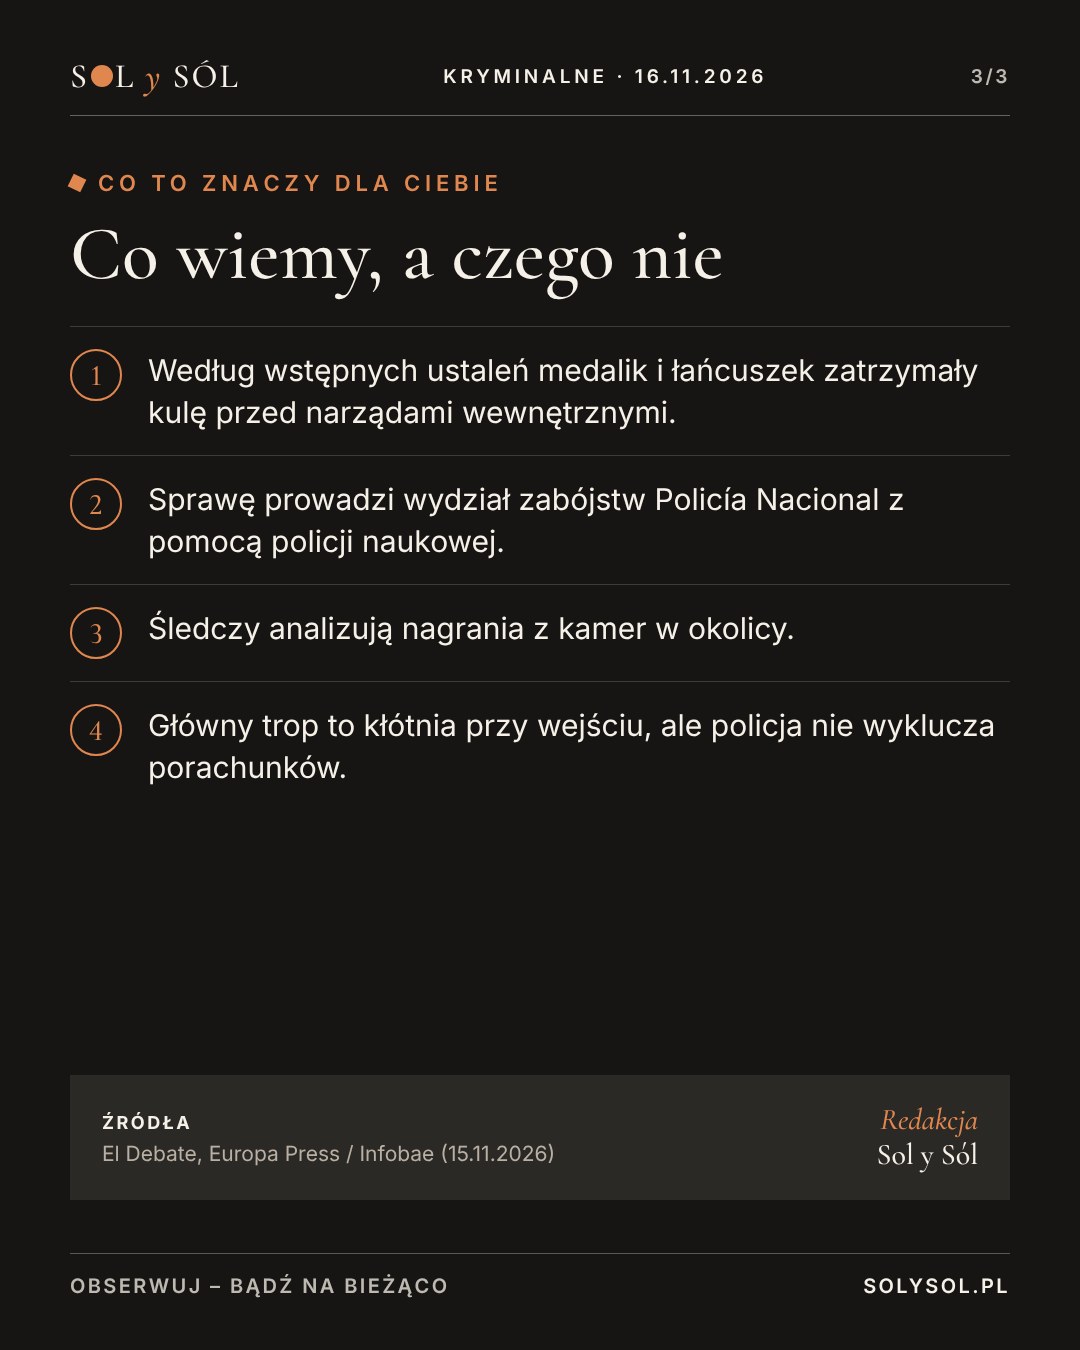 SOL y SÓL
KRYMINALNE · 16.11.2026
3/3
CO TO ZNACZY DLA CIEBIE
Co wiemy, a czego nie
1
Według wstępnych ustaleń medalik i łańcuszek zatrzymały
kulę przed narządami wewnętrznymi.
2
Sprawę prowadzi wydział zabójstw Policía Nacional z
pomocą policji naukowej.
3
Śledczy analizują nagrania z kamer w okolicy.
4
Główny trop to kłótnia przy wejściu, ale policja nie wyklucza
porachunków.
ŹRÓDŁA
El Debate, Europa Press / Infobae (15.11.2026)
Redakcja
Sol y Sól
OBSERWUJ – BĄDŹ NA BIEŻĄCO
SOLYSOL.PL